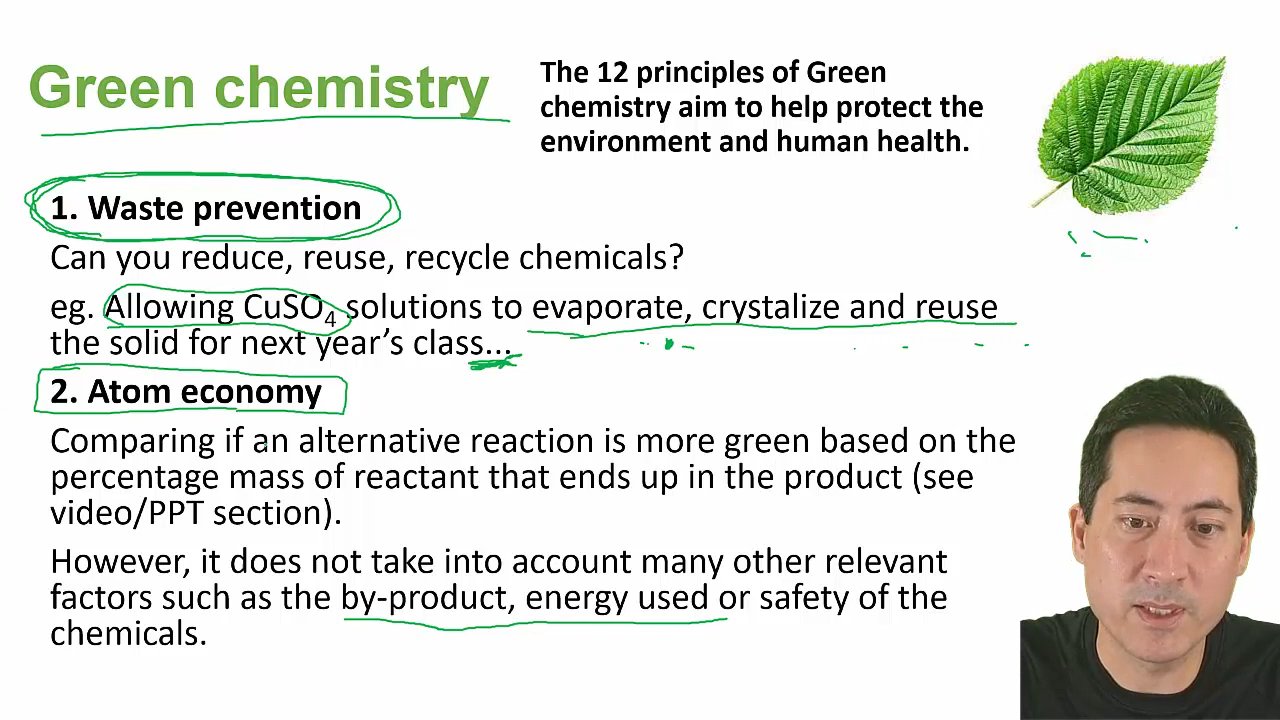 Green chemistry
The 12 principles of Green
chemistry aim to help protect the
environment and human health.
1. Waste prevention
Can you reduce, reuse, recycle chemicals?
eg. Allowing CuSO₄ solutions to evaporate, crystalize and reuse
the solid for next year’s class...
2. Atom economy
Comparing if an alternative reaction is more green based on the
percentage mass of reactant that ends up in the product (see
video/PPT section).
However, it does not take into account many other relevant
factors such as the by-product, energy used or safety of the
chemicals.